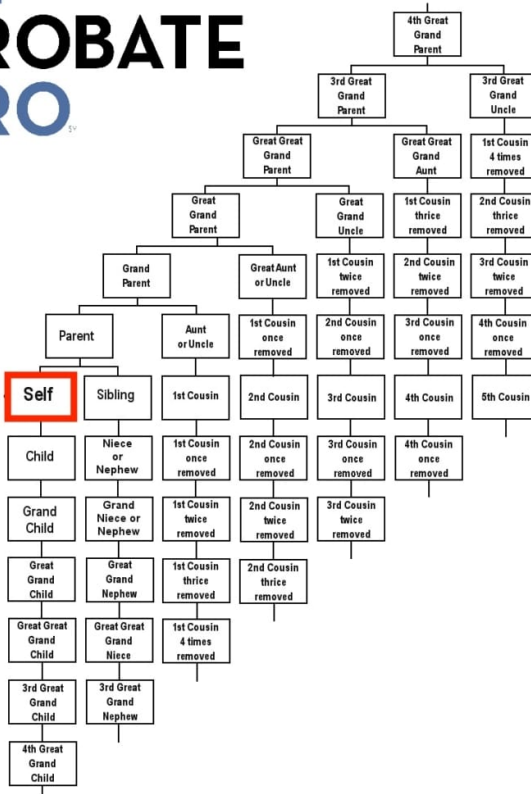 ROBATE
RO
SM
4th Great
Grand
Parent
3rd Great
Grand
Parent
3rd Great
Grand
Uncle
Great Great
Grand
Parent
Great Great
Grand
Aunt
1st Cousin
4 times
removed
Great
Grand
Parent
Great
Grand
Uncle
1st Cousin
thrice
removed
2nd Cousin
thrice
removed
Grand
Parent
Great Aunt
or Uncle
1st Cousin
twice
removed
2nd Cousin
twice
removed
3rd Cousin
twice
removed
Parent
Aunt
or Uncle
1st Cousin
once
removed
2nd Cousin
once
removed
3rd Cousin
once
removed
4th Cousin
once
removed
Self
Sibling
1st Cousin
2nd Cousin
3rd Cousin
4th Cousin
5th Cousin
Child
Niece
or
Nephew
1st Cousin
once
removed
2nd Cousin
once
removed
3rd Cousin
once
removed
4th Cousin
once
removed
Grand
Child
Grand
Niece or
Nephew
1st Cousin
twice
removed
2nd Cousin
twice
removed
3rd Cousin
twice
removed
Great
Grand
Child
Great
Grand
Nephew
1st Cousin
thrice
removed
2nd Cousin
thrice
removed
Great Great
Grand
Child
Great Great
Grand
Niece
1st Cousin
4 times
removed
3rd Great
Grand
Child
3rd Great
Grand
Nephew
4th Great
Grand
Child